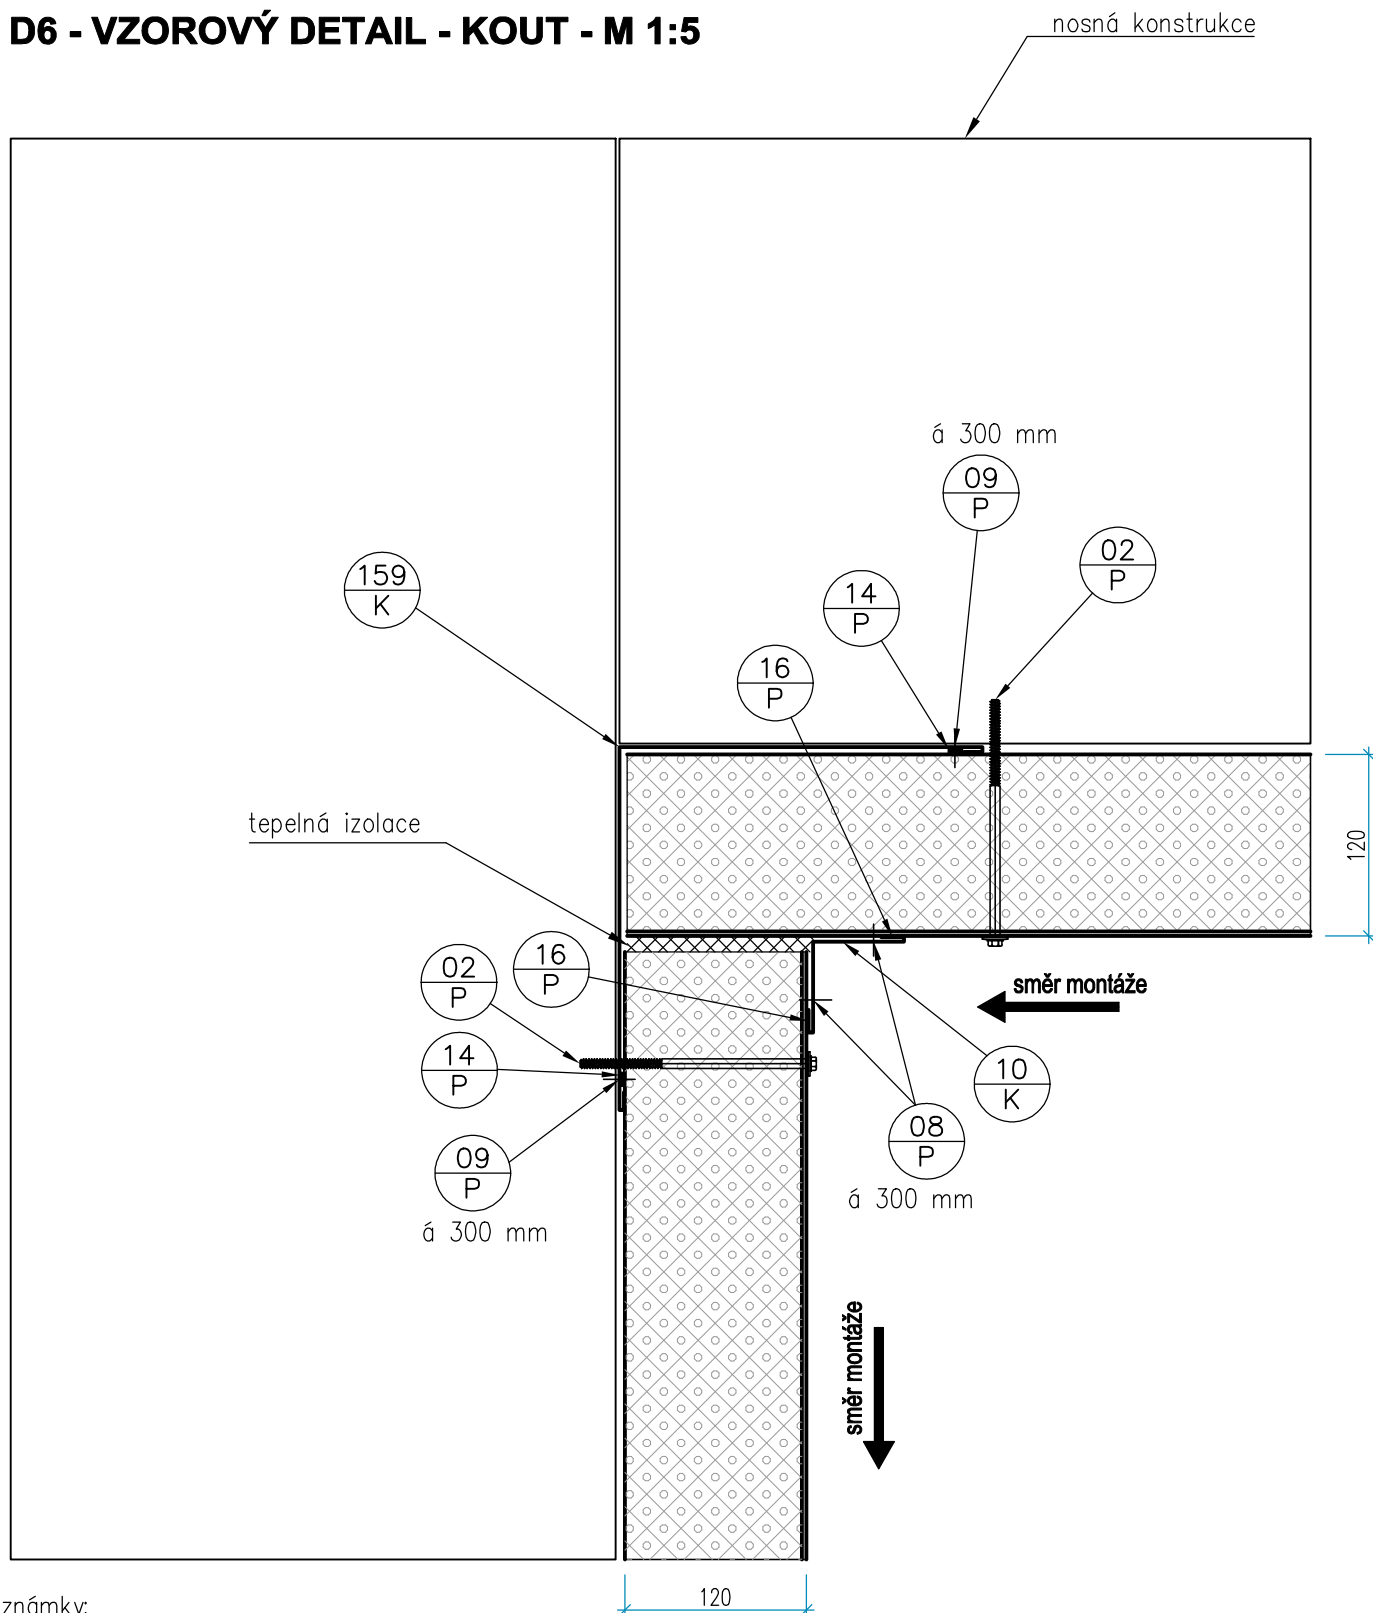 D6 - VZOROVÝ DETAIL - KOUT - M 1:5
nosná konstrukce
á 300 mm
09
P
02
P
159
K
14
P
16
P
tepelná izolace
120
16
P
02
P
směr montáže
14
P
10
K
08
P
09
P
á 300 mm
á 300 mm
směr montáže
120
známky: